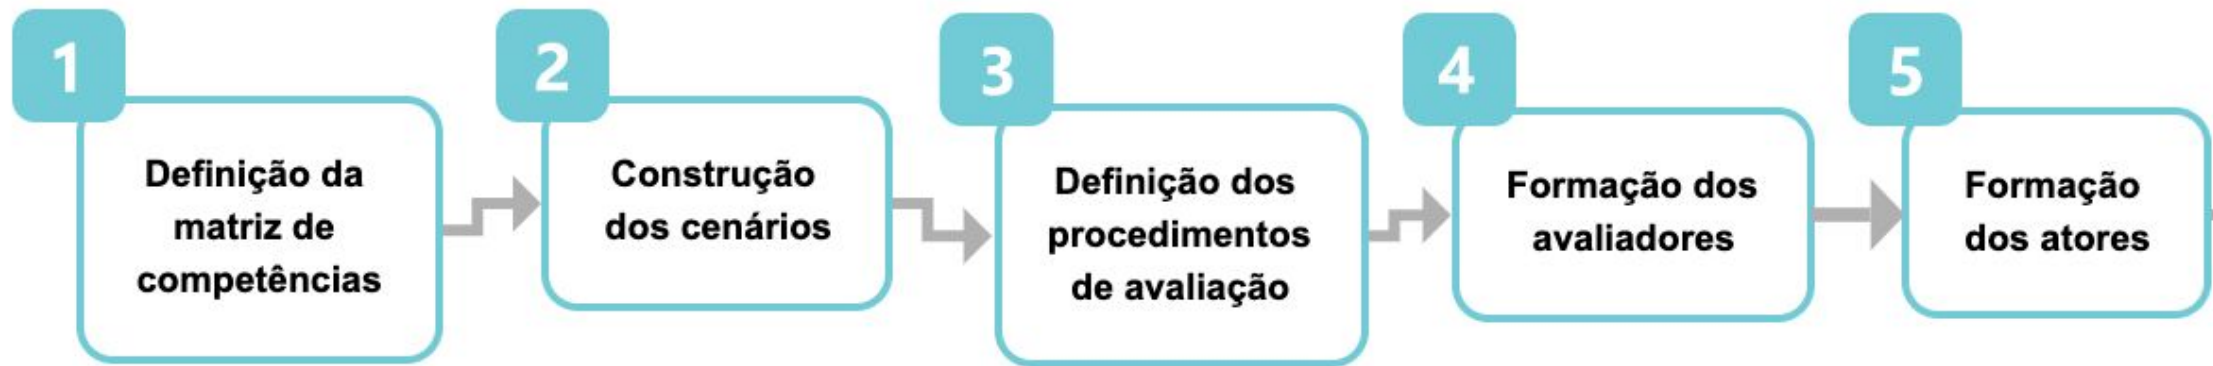 1
Definição da
matriz de
competências
2
Construção
dos cenários
3
Definição dos
procedimentos
de avaliação
4
Formação dos
avaliadores
5
Formação
dos atores